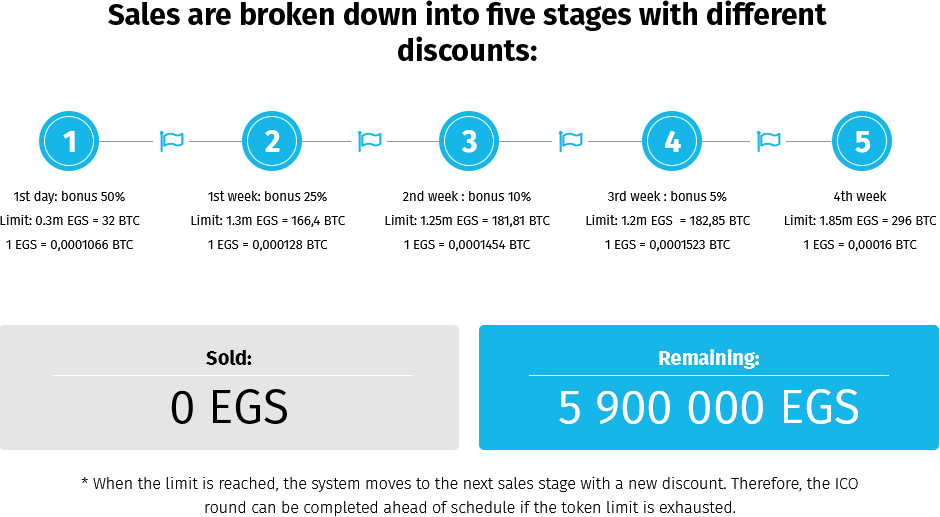 Sales are broken down into five stages with different
discounts:
1
2
3
4
5
1st day: bonus 50%
Limit: 0.3m EGS = 32 BTC
1 EGS = 0,0001066 BTC
1st week: bonus 25%
Limit: 1.3m EGS = 166,4 BTC
1 EGS = 0,000128 BTC
2nd week : bonus 10%
Limit: 1.25m EGS = 181,81 BTC
1 EGS = 0,0001454 BTC
3rd week : bonus 5%
Limit: 1.2m EGS = 182,85 BTC
1 EGS = 0,0001523 BTC
4th week
Limit: 1.85m EGS = 296 BTC
1 EGS = 0,00016 BTC
Sold:
0 EGS
Remaining:
5 900 000 EGS
* When the limit is reached, the system moves to the next sales stage with a new discount. Therefore, the ICO
round can be completed ahead of schedule if the token limit is exhausted.